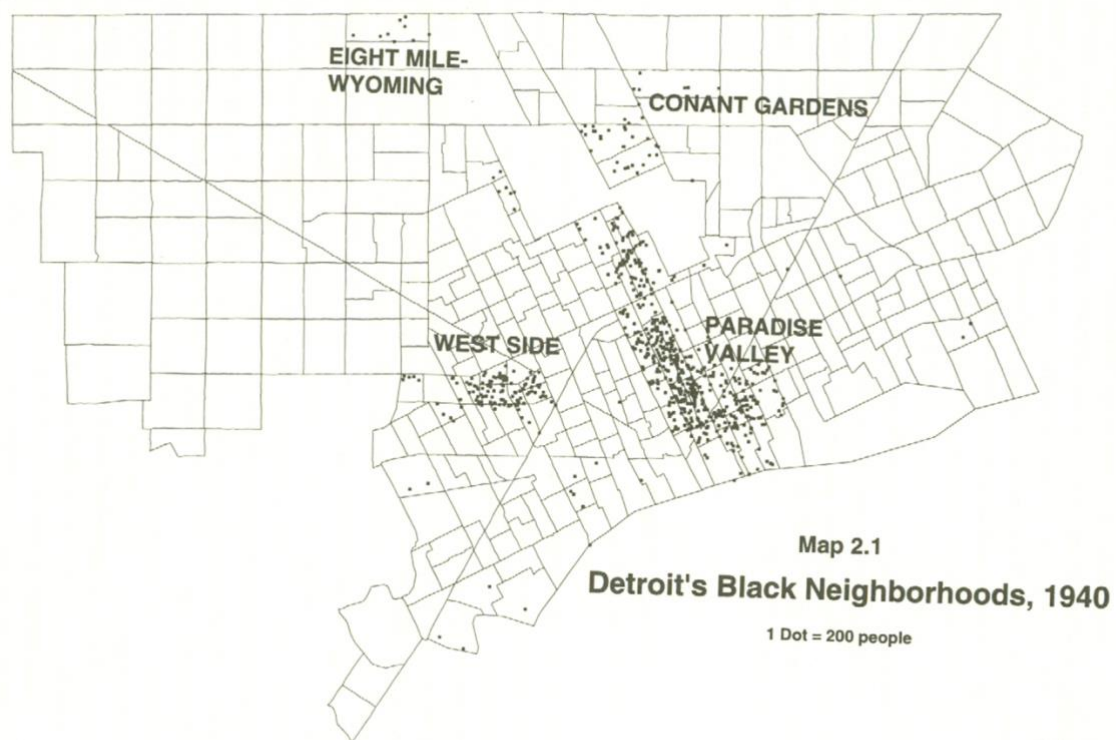 EIGHT MILE-
WYOMING
CONANT GARDENS
WEST SIDE
PARADISE
VALLEY
Map 2.1
Detroit's Black Neighborhoods, 1940
1 Dot = 200 people